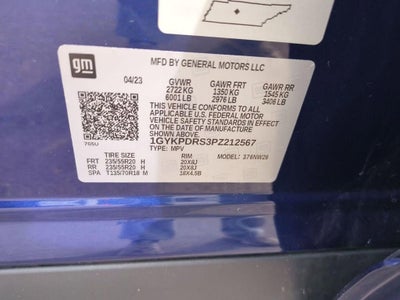 gm
MFD BY GENERAL MOTORS LLC
04/23 GVWR GAWR FRT GAWR RR
2722 KG 1350 KG 1545 KG
6001 LB 2976 LB 3406 LB
THIS VEHICLE CONFORMS TO ALL
APPLICABLE U.S. FEDERAL MOTOR
VEHICLE SAFETY STANDARDS IN EFFECT
ON THE DATE OF MANUFACTURE SHOWN ABOVE.
1GYKPDRS3PZ212567
TYPE: MPV MODEL:
TIRE SIZE RIM
FRT 235/55R20 H 20X8J
RR 235/55R20 H 20X8J
SPA T135/70R18 M 18X4.5B